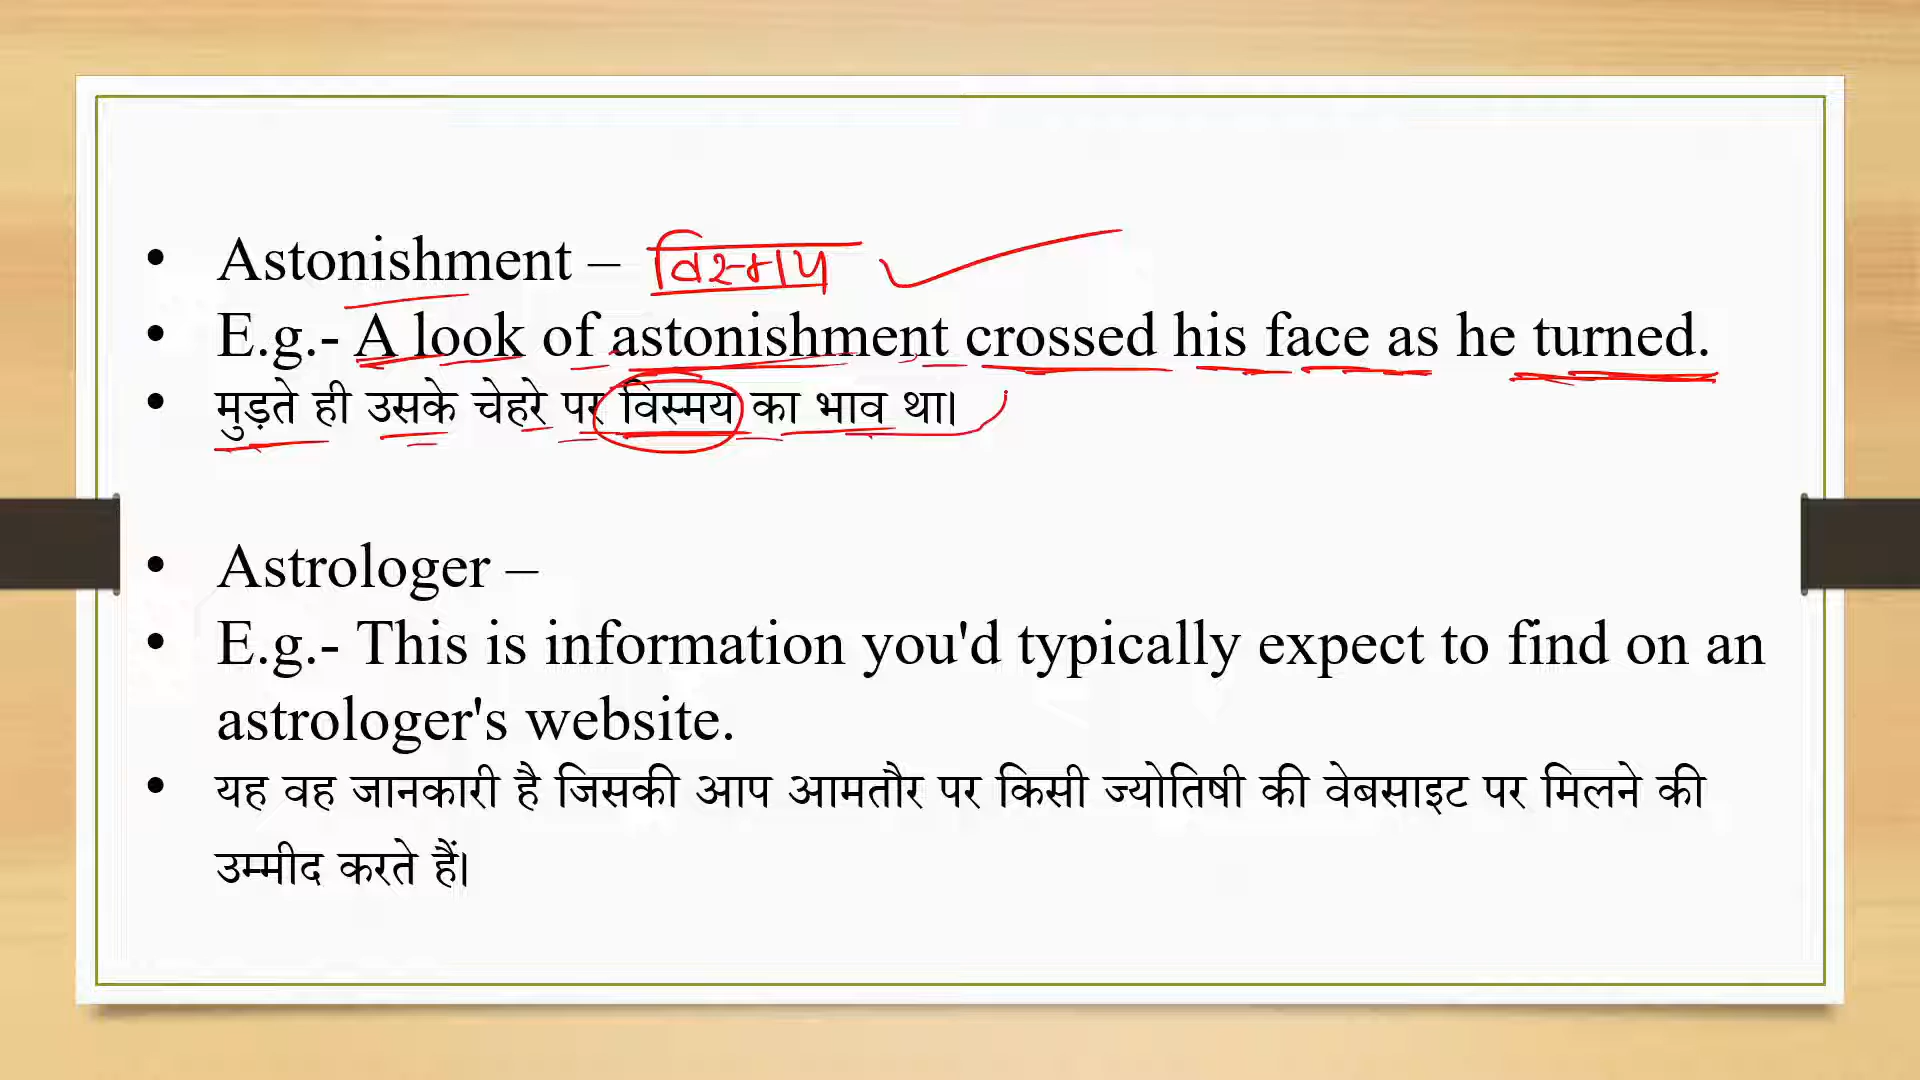 • Astonishment – विस्मय
• E.g.- A look of astonishment crossed his face as he turned.
• मुड़ते ही उसके चेहरे पर विस्मय का भाव था।
• Astrologer –
• E.g.- This is information you'd typically expect to find on an
astrologer's website.
• यह वह जानकारी है जिसकी आप आमतौर पर किसी ज्योतिषी की वेबसाइट पर मिलने की
उम्मीद करते हैं।